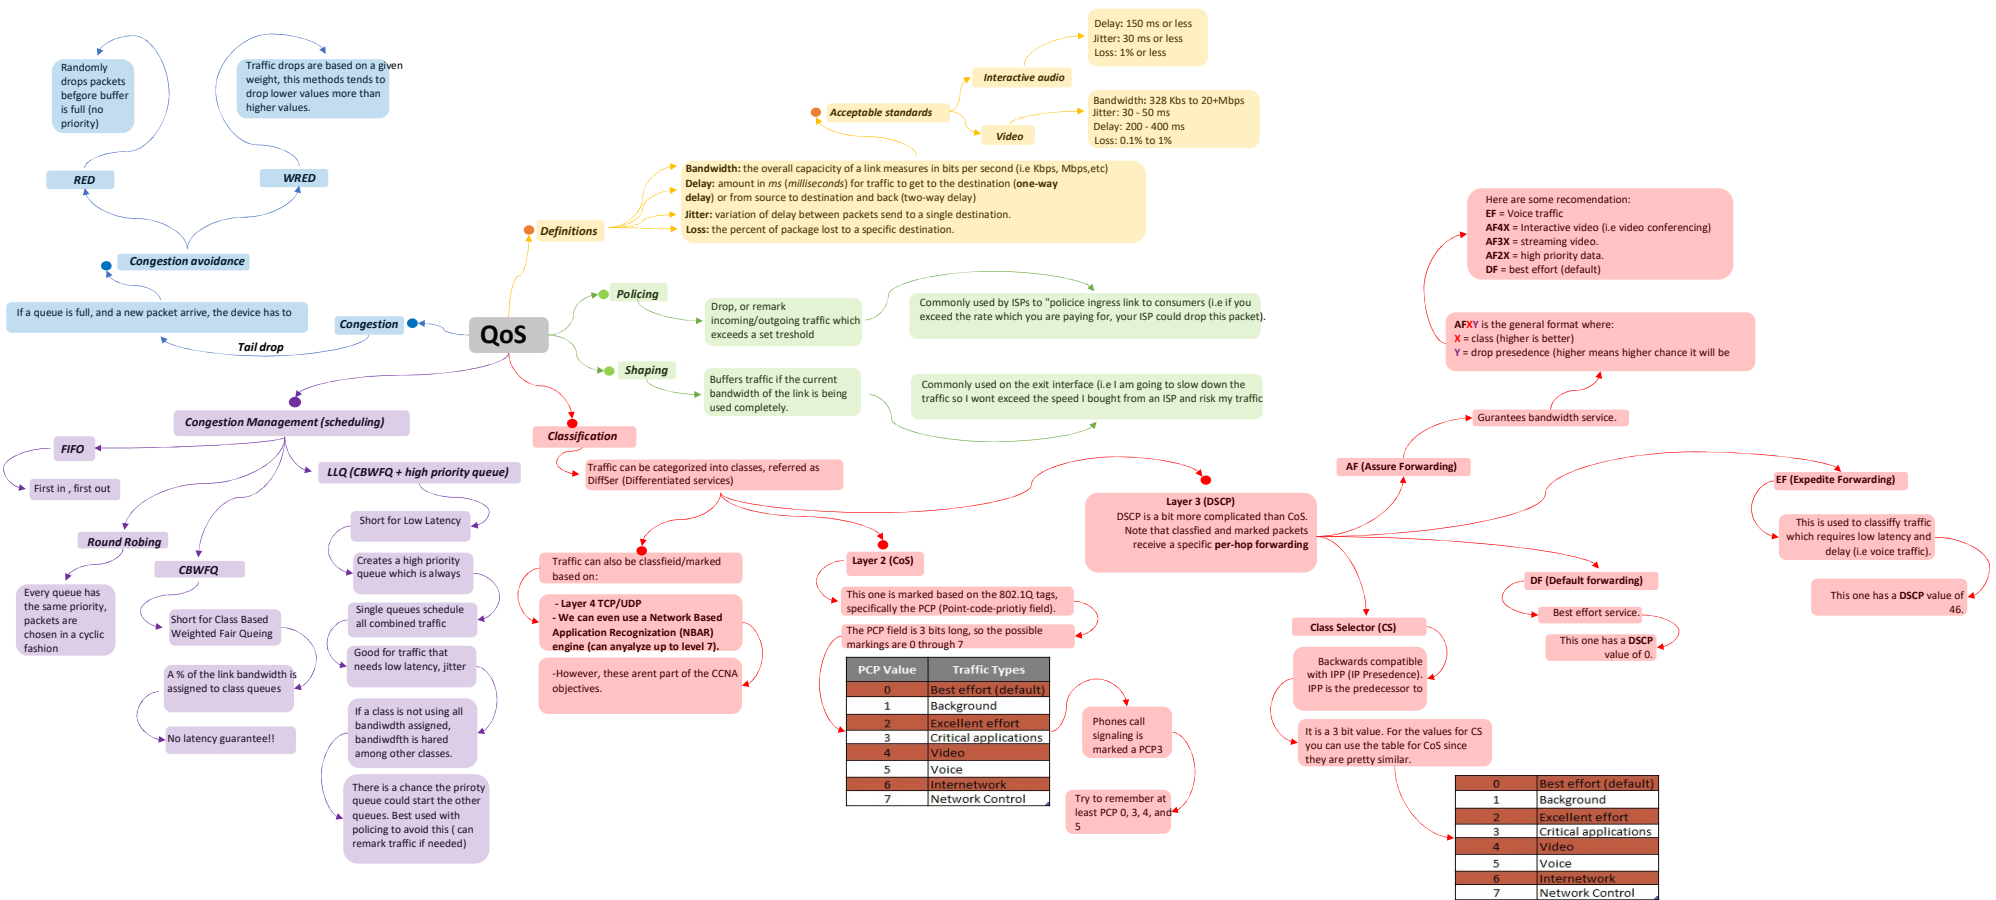 Randomly
drops packets
befgore buffer
is full (no
priority)
Traffic drops are based on a given
weight, this methods tends to
drop lower values more than
higher values.
RED
WRED
Congestion avoidance
If a queue is full, and a new packet arrive, the device has to
Tail drop
Congestion
QoS
Definitions
Bandwidth: the overall capacicity of a link measures in bits per second (i.e Kbps, Mbps,etc)
Delay: amount in ms (milliseconds) for traffic to get to the destination (one-way
delay) or from source to destination and back (two-way delay)
Jitter: variation of delay between packets send to a single destination.
Loss: the percent of package lost to a specific destination.
Acceptable standards
Interactive audio
Delay: 150 ms or less
Jitter: 30 ms or less
Loss: 1% or less
Video
Bandwidth: 328 Kbs to 20+Mbps
Jitter: 30 - 50 ms
Delay: 200 - 400 ms
Loss: 0.1% to 1%
Policing
Drop, or remark
incoming/outgoing traffic which
exceeds a set treshold
Commonly used by ISPs to "policice ingress link to consumers (i.e if you
exceed the rate which you are paying for, your ISP could drop this packet).
Shaping
Buffers traffic if the current
bandwidth of the link is being
used completely.
Commonly used on the exit interface (i.e I am going to slow down the
traffic so I wont exceed the speed I bought from an ISP and risk my traffic
Congestion Management (scheduling)
FIFO
First in , first out
Round Robing
Every queue has
the same priority,
packets are
chosen in a cyclic
fashion
CBWFQ
Short for Class Based
Weighted Fair Queing
A % of the link bandwidth is
assigned to class queues
No latency guarantee!!
LLQ (CBWFQ + high priority queue)
Short for Low Latency
Creates a high priority
queue which is always
Single queues schedule
all combined traffic
Good for traffic that
needs low latency, jitter
If a class is not using all
bandiwdth assigned,
bandiwdfth is hared
among other classes.
There is a chance the priroty
queue could start the other
queues. Best used with
policing to avoid this ( can
remark traffic if needed)
Classification
Traffic can be categorized into classes, referred as
DiffSer (Differentiated services)
Traffic can also be classfieid/marked
based on:
- Layer 4 TCP/UDP
- We can even use a Network Based
Application Recognization (NBAR)
engine (can anyalyze up to level 7).
-However, these arent part of the CCNA
objectives.
Layer 2 (CoS)
This one is marked based on the 802.1Q tags,
specifically the PCP (Point-code-priotiy field).
The PCP field is 3 bits long, so the possible
markings are 0 through 7
PCP Value Traffic Types
0 Best effort (default)
1 Background
2 Excellent effort
3 Critical applications
4 Video
5 Voice
6 Internetwork
7 Network Control
Phones call
signaling is
marked a PCP3
Try to remember at
least PCP 0, 3, 4, and
5
Layer 3 (DSCP)
DSCP is a bit more complicated than CoS.
Note that classfied and marked packets
receive a specific per-hop forwarding
AF (Assure Forwarding)
Gurantees bandwidth service.
AFXY is the general format where:
X = class (higher is better)
Y = drop presedence (higher means higher chance it will be
Here are some recomendation:
EF = Voice traffic
AF4X = Interactive video (i.e video conferencing)
AF3X = streaming video.
AF2X = high priority data.
DF = best effort (default)
EF (Expedite Forwarding)
This is used to classiffy traffic
which requires low latency and
delay (i.e voice traffic).
This one has a DSCP value of
46.
DF (Default forwarding)
Best effort service.
This one has a DSCP
value of 0.
Class Selector (CS)
Backwards compatible
with IPP (IP Presedence).
IPP is the predecessor to
It is a 3 bit value. For the values for CS
you can use the table for CoS since
they are pretty similar.
0 Best effort (default)
1 Background
2 Excellent effort
3 Critical applications
4 Video
5 Voice
6 Internetwork
7 Network Control